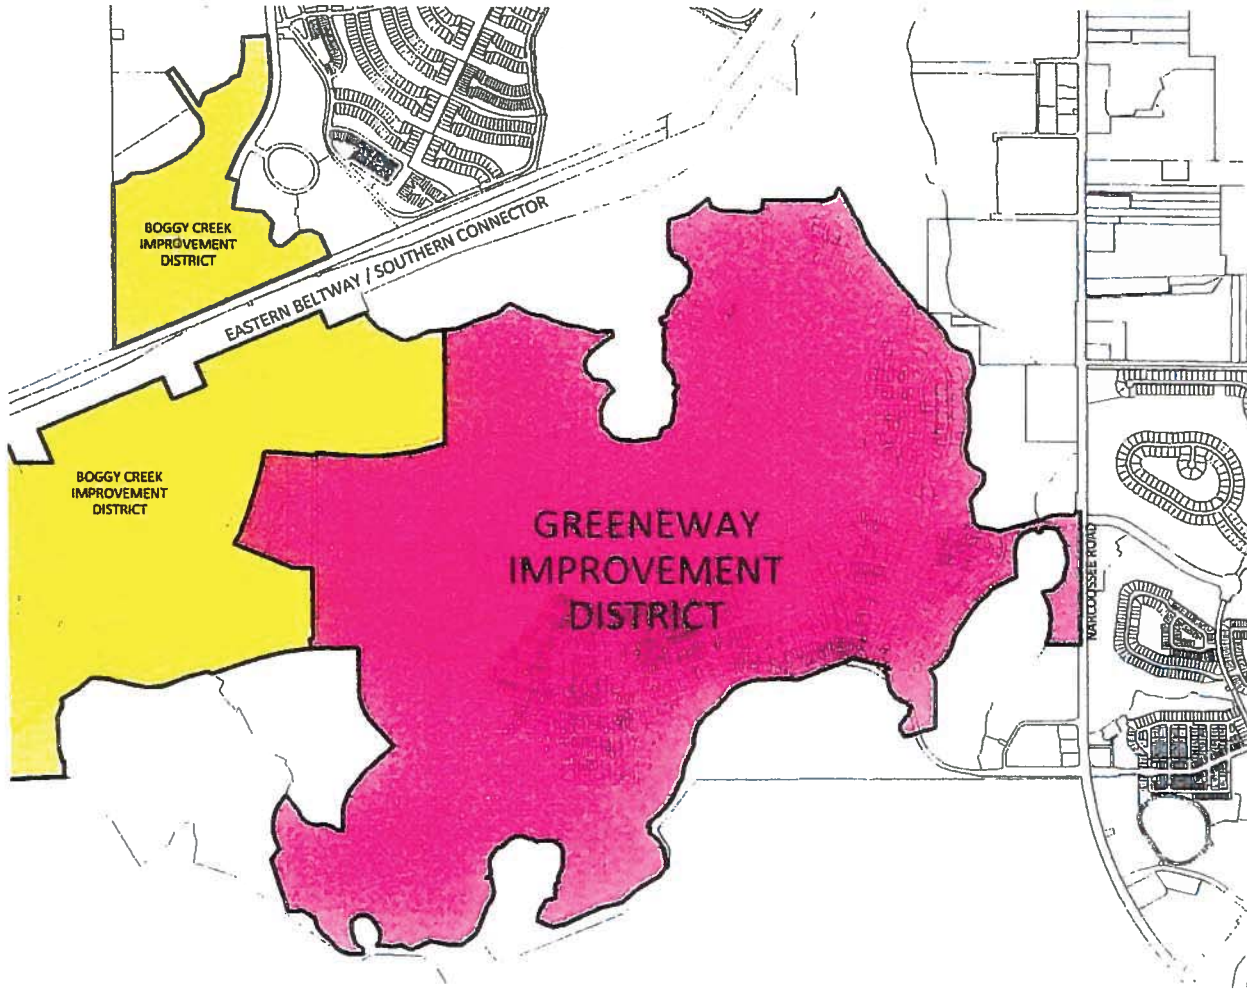 BOGGY CREEK
IMPROVEMENT
DISTRICT
EASTERN BELTWAY / SOUTHERN CONNECTOR
BOGGY CREEK
IMPROVEMENT
DISTRICT
GREENEWAY
IMPROVEMENT
DISTRICT
NARCOOSSEE ROAD